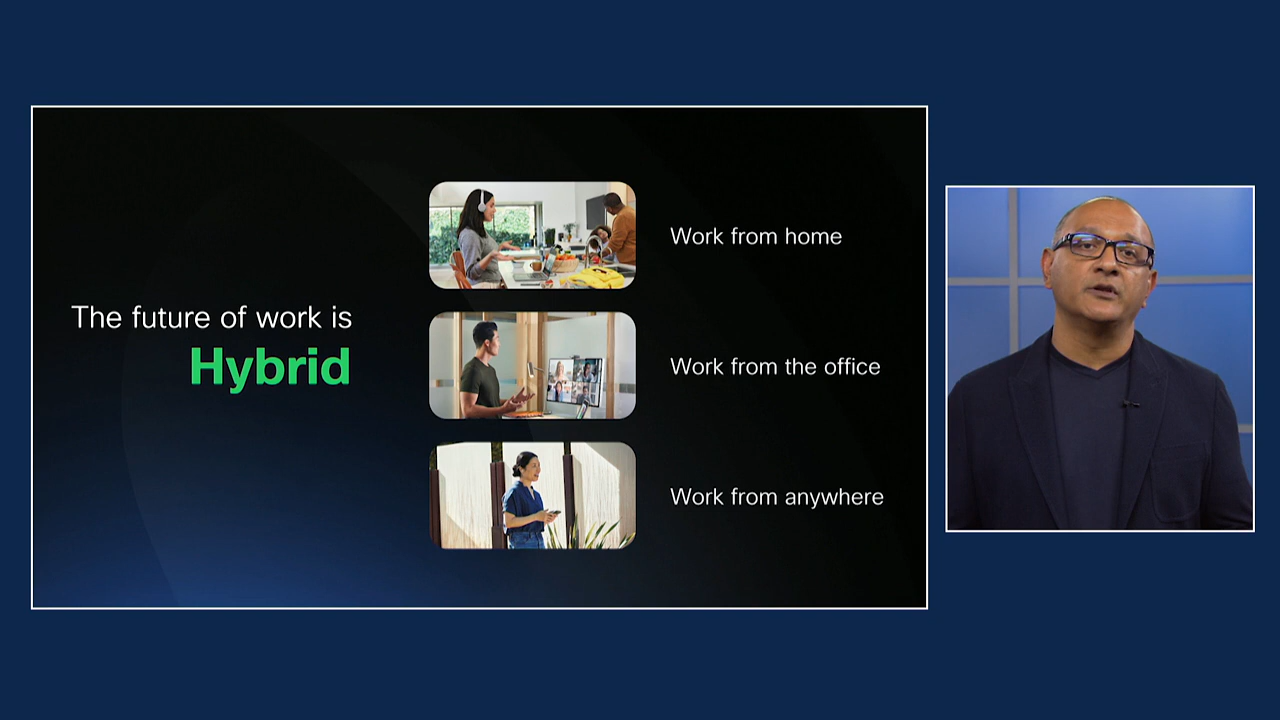 The future of work is
Hybrid
Work from home
Work from the office
Work from anywhere